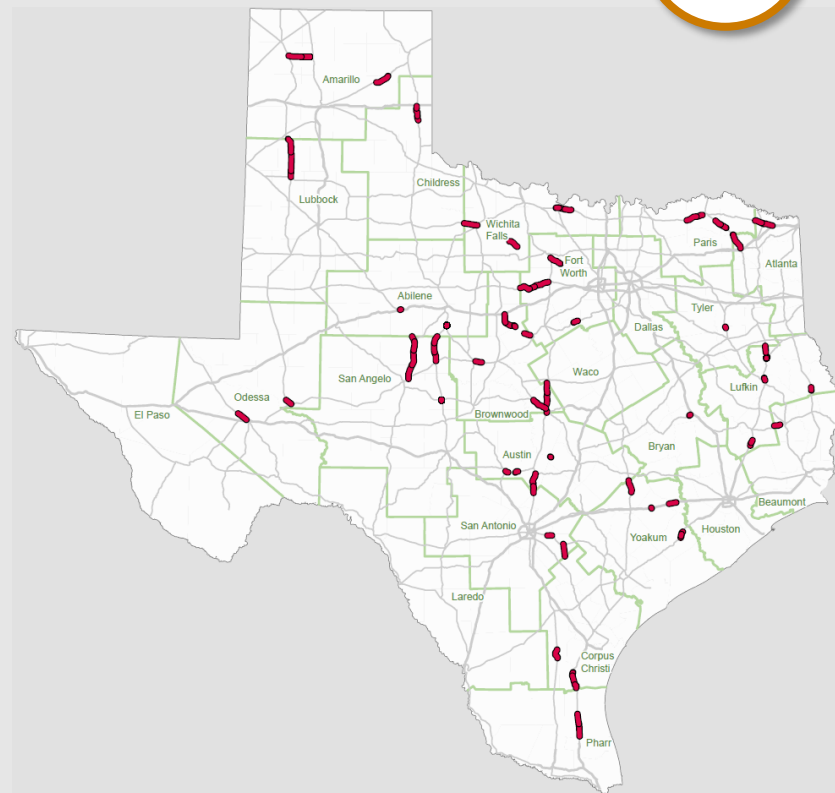 Amarillo
Childress
Lubbock
Wichita
Falls
Paris
Atlanta
Fort
Worth
Abilene
Tyler
Dallas
San Angelo
Waco
Lufkin
Odessa
El Paso
Brownwood
Bryan
Austin
Beaumont
San Antonio
Houston
Yoakum
Laredo
Corpus
Christi
Pharr